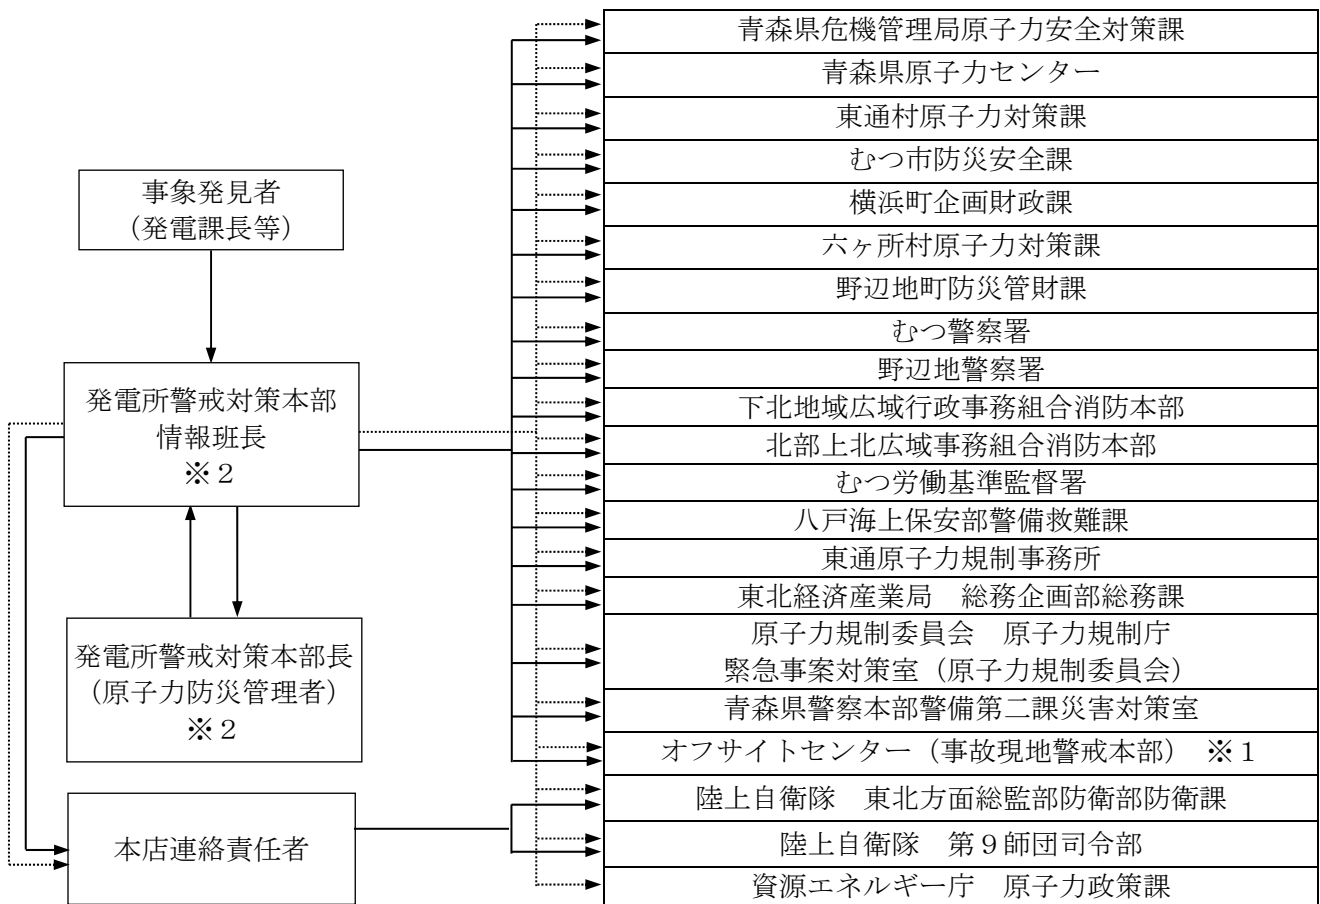 事象発見者
(発電課長等)
発電所警戒対策本部
情報班長
※2
発電所警戒対策本部長
(原子力防災管理者)
※2
本店連絡責任者
青森県危機管理局原子力安全対策課
青森県原子力センター
東通村原子力対策課
むつ市防災安全課
横浜町企画財政課
六ヶ所村原子力対策課
野辺地町防災管財課
むつ警察署
野辺地警察署
下北地域広域行政事務組合消防本部
北部上北広域事務組合消防本部
むつ労働基準監督署
八戸海上保安部警備救難課
東通原子力規制事務所
東北経済産業局 総務企画部総務課
原子力規制委員会 原子力規制庁
緊急事案対策室(原子力規制委員会)
青森県警察本部警備第二課災害対策室
オフサイトセンター(事故現地警戒本部) ※1
陸上自衛隊 東北方面総監部防衛部防衛課
陸上自衛隊 第9師団司令部
資源エネルギー庁 原子力政策課